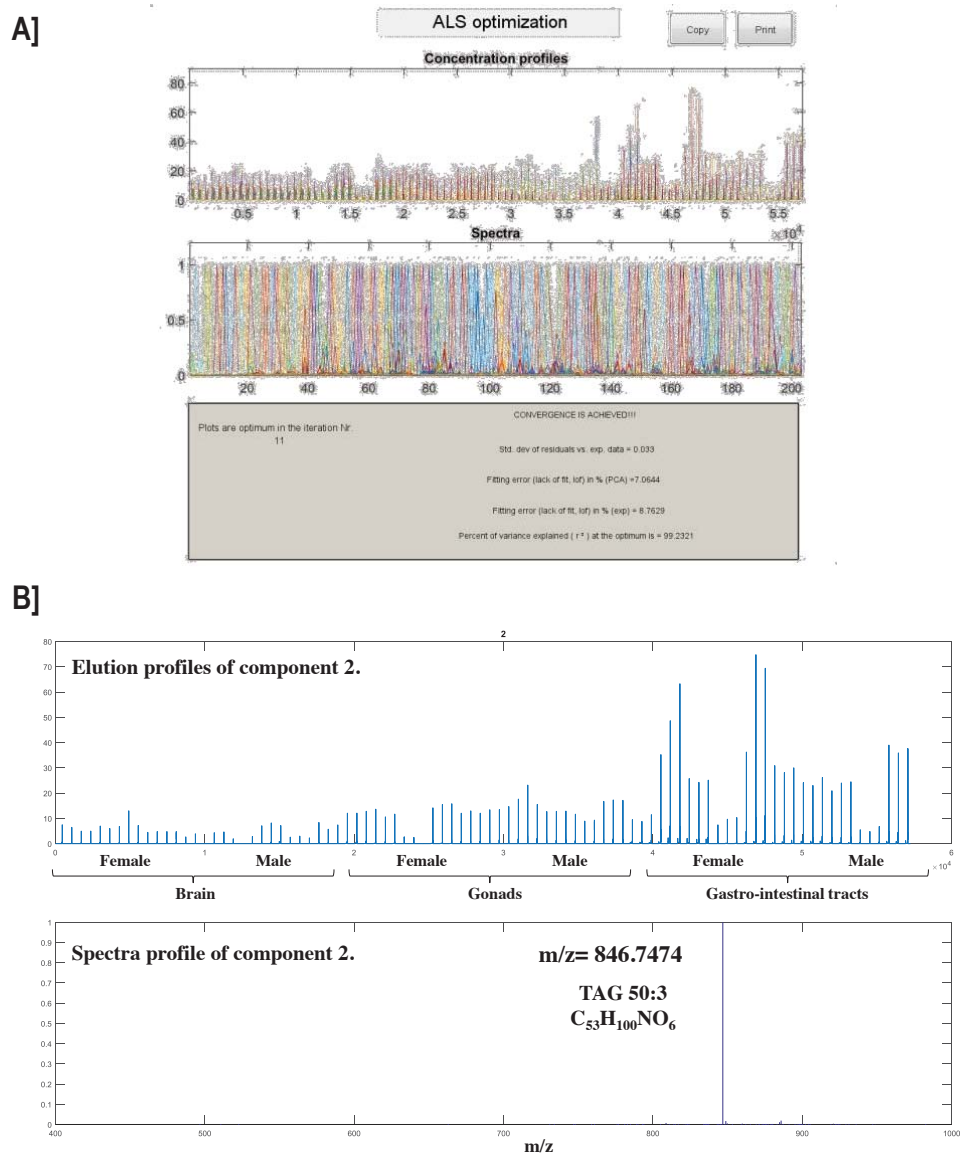 A]
ALS optimization
Copy
Print
Concentration profiles
80
60
40
20
0
0.5 1 1.5 2 2.5 3 3.5 4 4.5 5 5.5
×10⁴
Spectra
1
0.5
0
20 40 60 80 100 120 140 160 180 200
Plots are optimum in the iteration Nr.
11
CONVERGENCE IS ACHIEVED!!!
Std. dev of residuals vs. exp. data = 0.033
Fitting error (lack of fit, lof) in % (PCA) =7.0644
Fitting error (lack of fit, lof) in % (exp) = 8.7629
Percent of variance explained ( r ² ) at the optimum is = 99.2321
B]
2
Elution profiles of component 2.
80
70
60
50
40
30
20
10
0
0 1 2 3 4 5 6
× 10⁴
Female Male Female Male Female Male
Brain Gonads Gastro-intestinal tracts
Spectra profile of component 2.
m/z= 846.7474
TAG 50:3
C₅₃H₁₀₀NO₆
1
0.9
0.8
0.7
0.6
0.5
0.4
0.3
0.2
0.1
0
400 500 600 700 800 900 1000
m/z